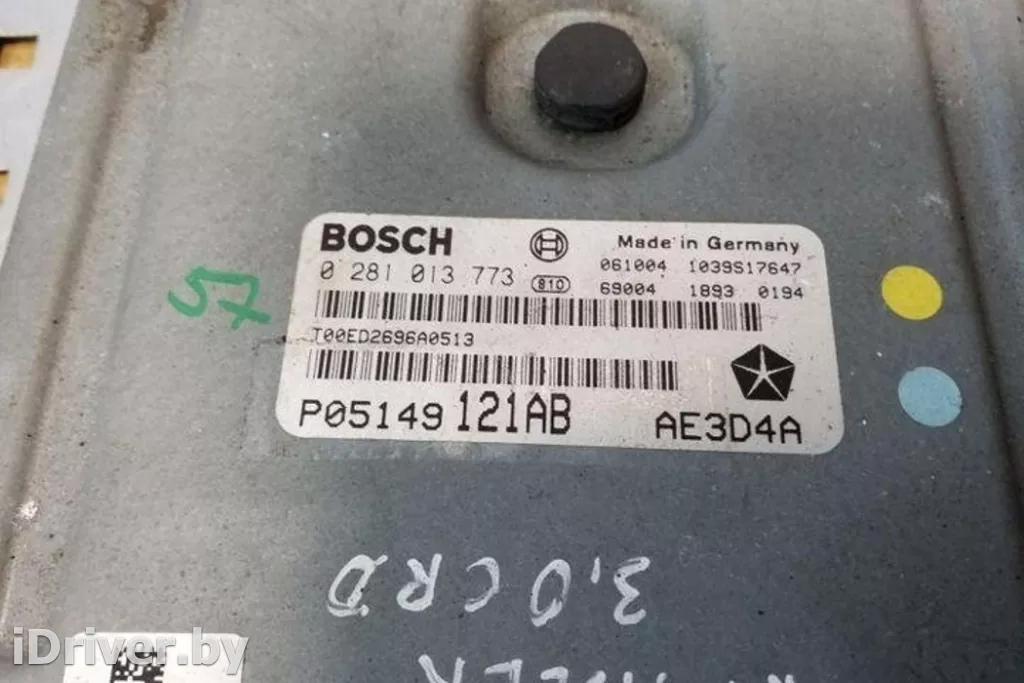 BOSCH
Made in Germany
0 281 013 773
810
061004 1039S17647
69004 1893 0194
57
T00ED2696A0513
P05149 121AB
AE3D4A
3,0 CRD
iDriver.by